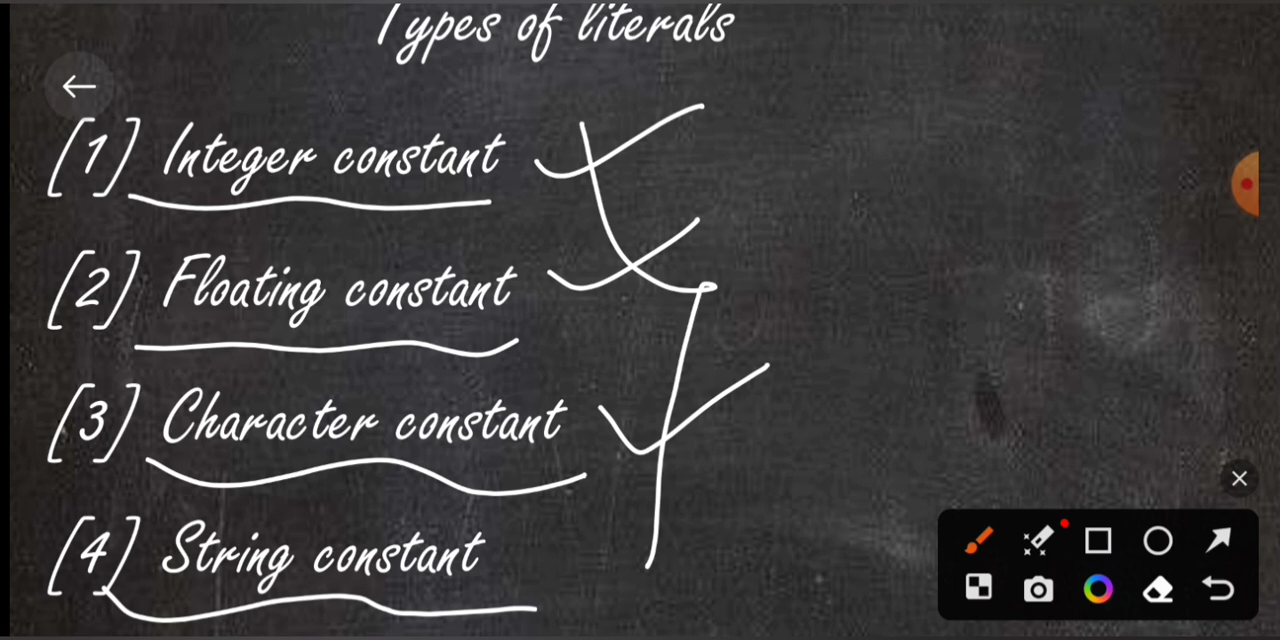 Types of literals
[1] Integer constant
[2] Floating constant
[3] Character constant
[4] String constant